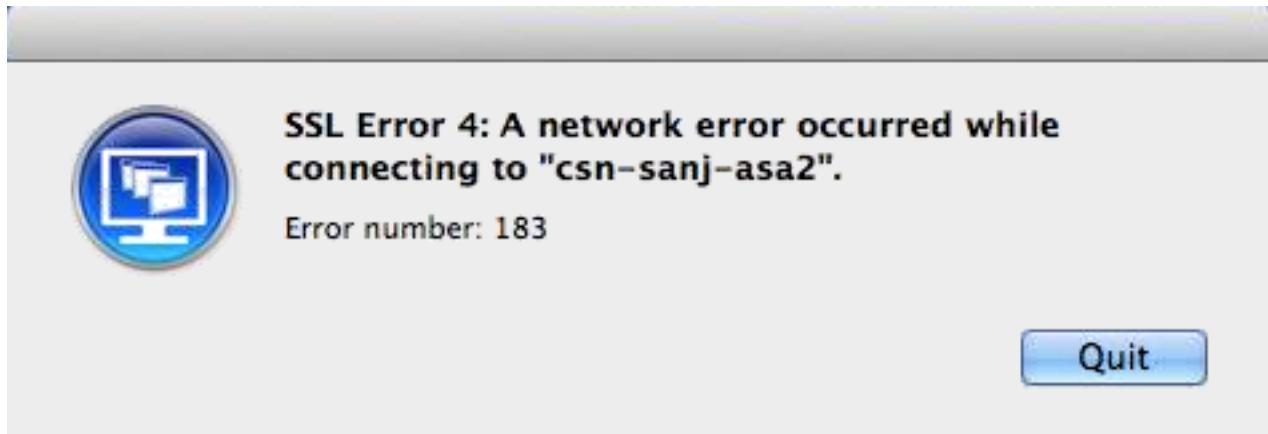 SSL Error 4: A network error occurred while
connecting to "csn-sanj-asa2".
Error number: 183
Quit